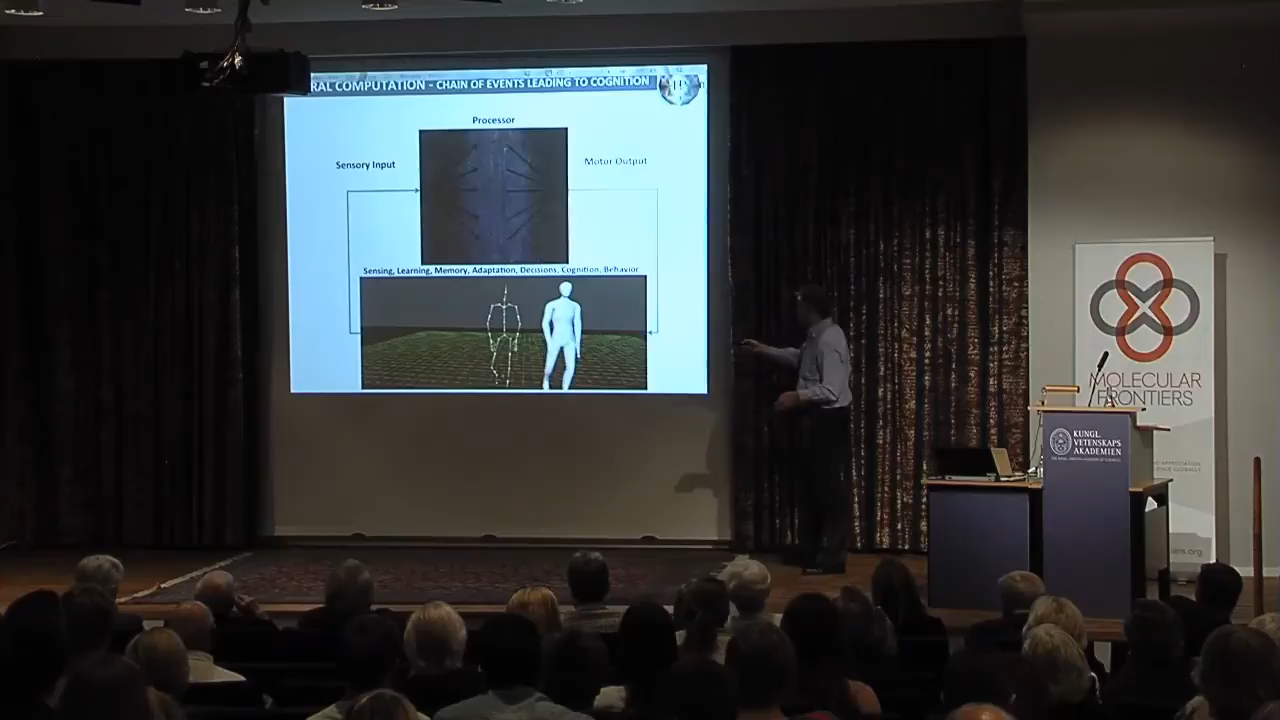 RAL COMPUTATION – CHAIN OF EVENTS LEADING TO COGNITION
Processor
Sensory Input
Motor Output
Sensing, Learning, Memory, Adaptation, Decisions, Cognition, Behavior
MOLECULAR
FRONTIERS
KUNGL.
VETENSKAPS
AKADEMIEN